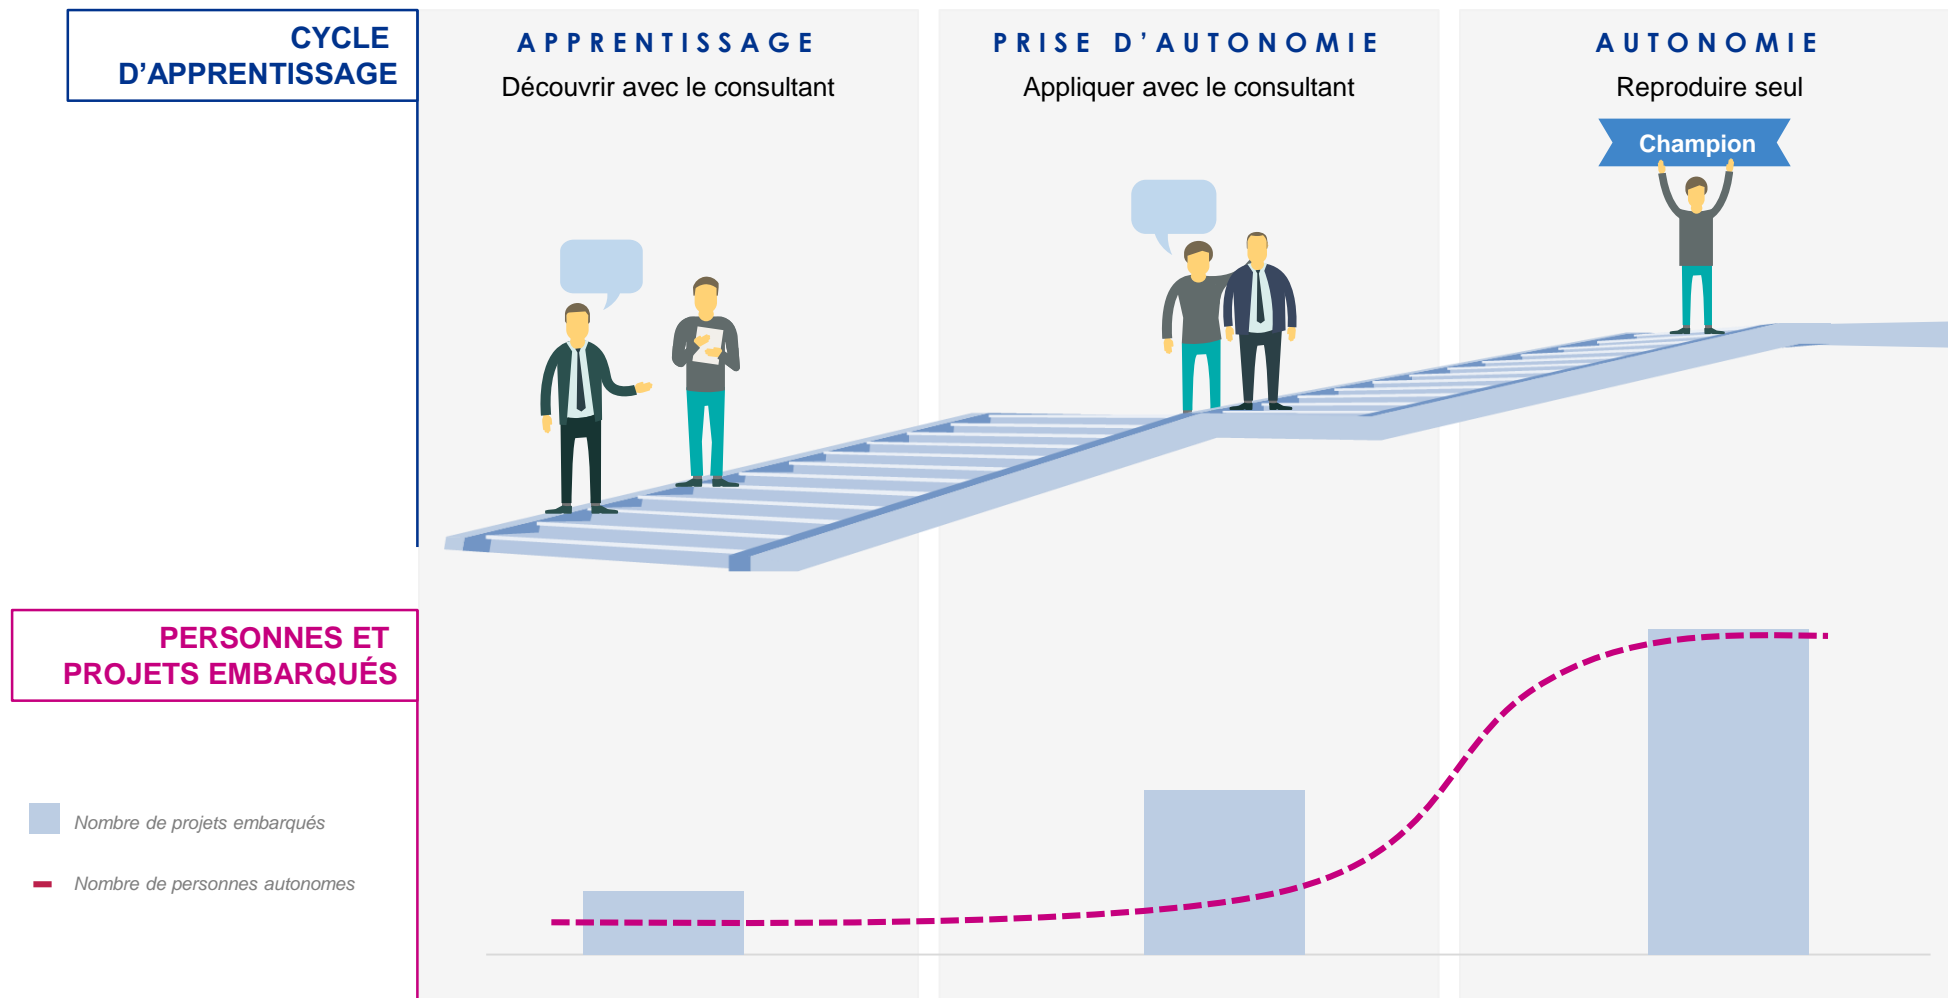 CYCLE
D’APPRENTISSAGE
APPRENTISSAGE
Découvrir avec le consultant
PRISE D’AUTONOMIE
Appliquer avec le consultant
AUTONOMIE
Reproduire seul
Champion
PERSONNES ET
PROJETS EMBARQUÉS
Nombre de projets embarqués
Nombre de personnes autonomes